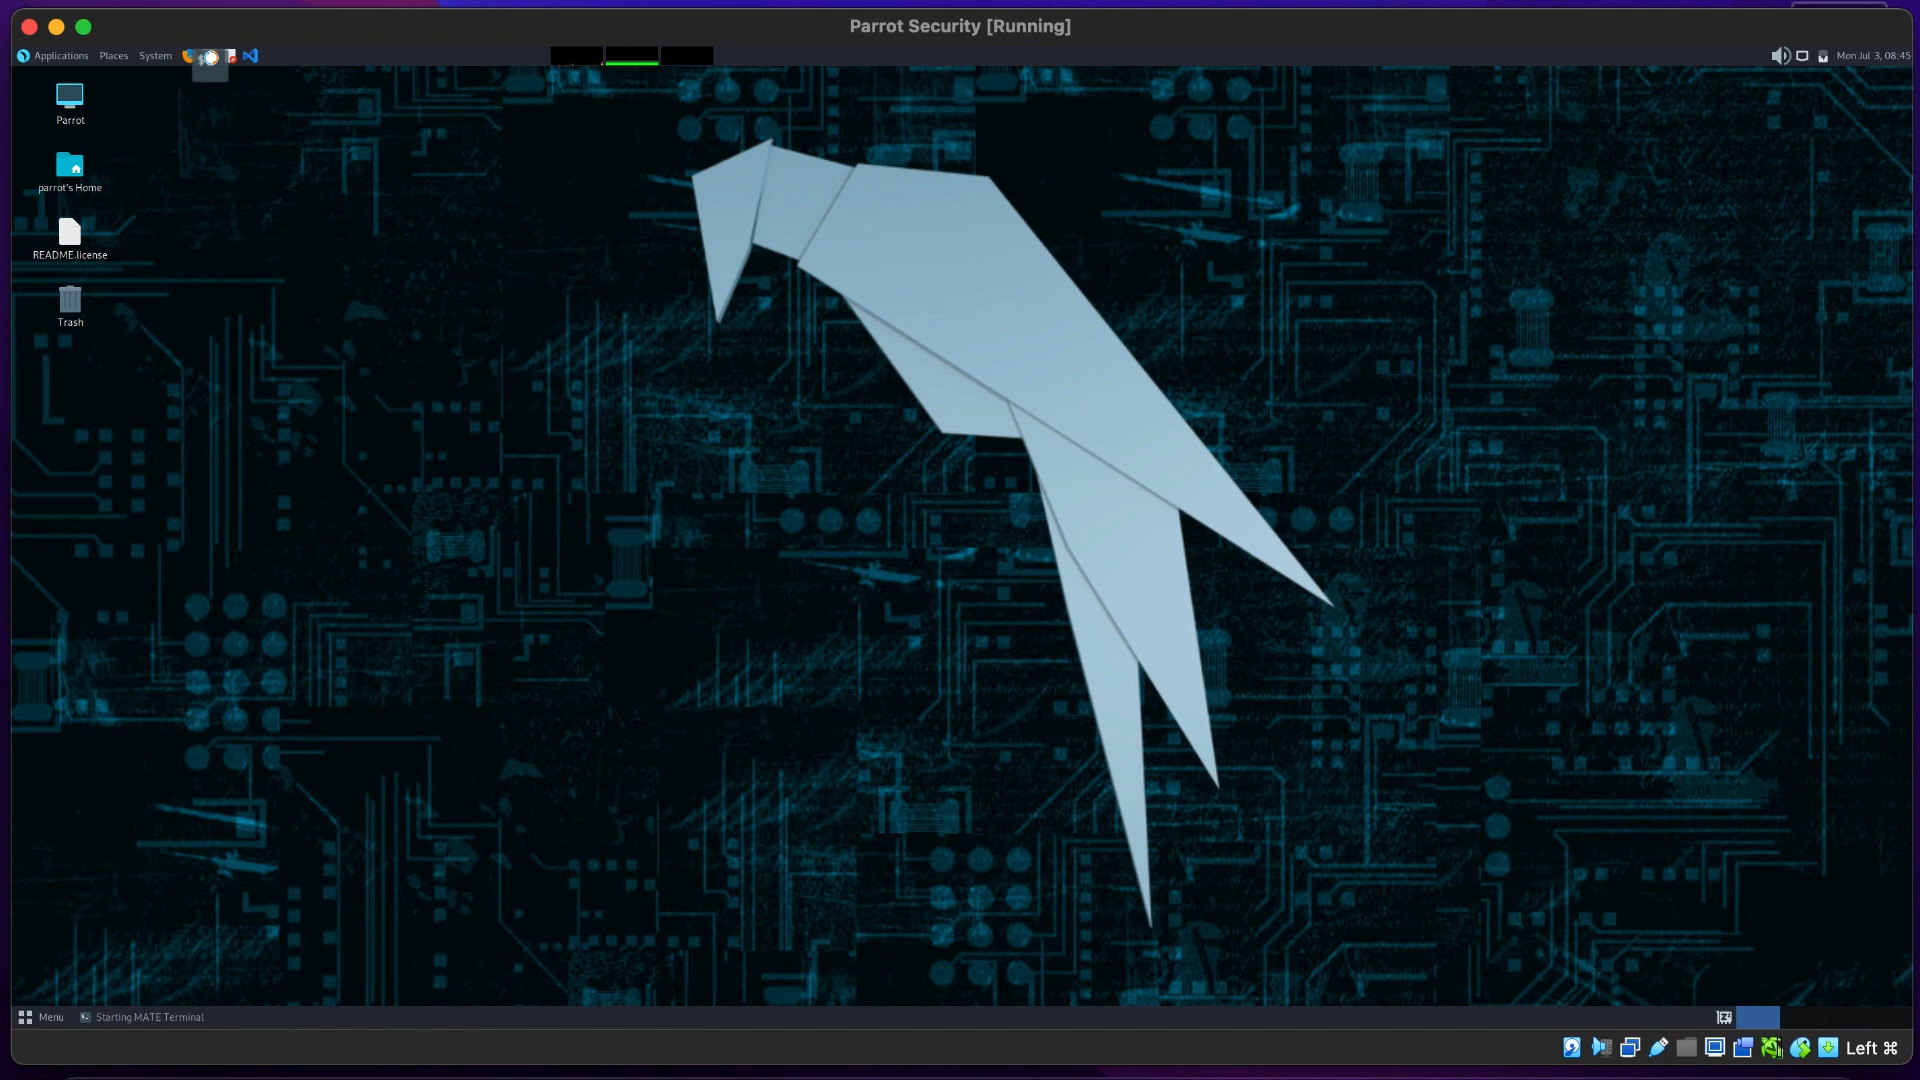 Parrot Security [Running]
Applications Places System
Mon Jul 3, 08:45
Parrot
parrot's Home
README.license
Trash
Menu Starting MATE Terminal
Left ⌘